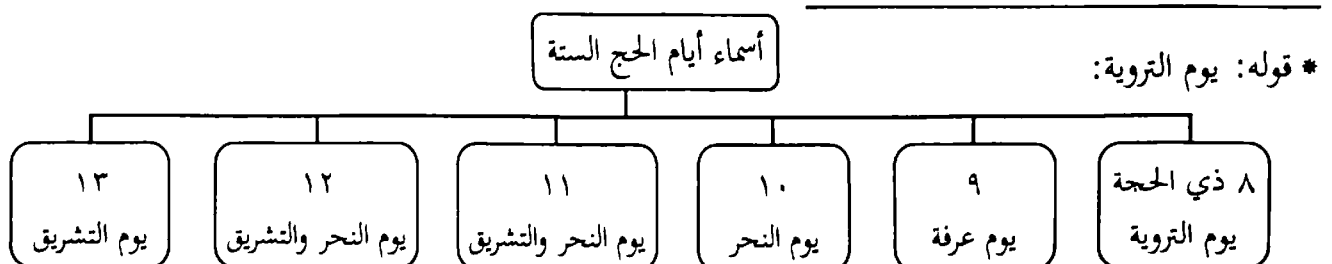 * قوله: يوم التروية:
أسماء أيام الحج الستة
٨ ذي الحجة
يوم التروية
٩
يوم عرفة
١٠
يوم النحر
١١
يوم النحر والتشريق
١٢
يوم النحر والتشريق
١٣
يوم التشريق